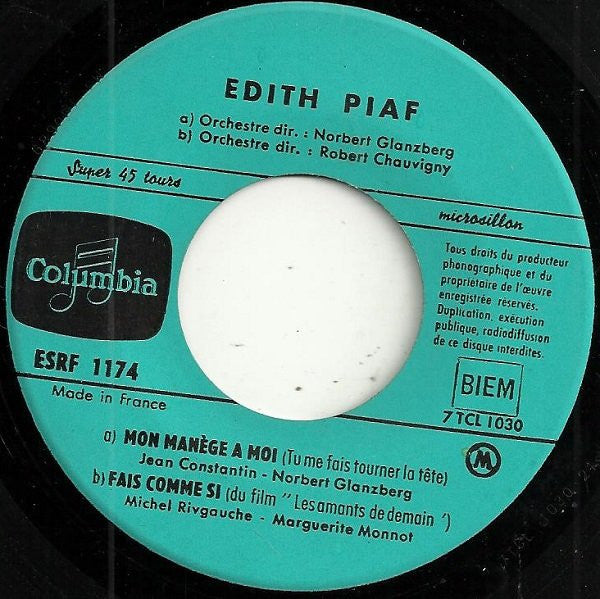 EDITH PIAF
a) Orchestre dir. : Norbert Glanzberg
b) Orchestre dir. : Robert Chauvigny
Super 45 tours
microsillon
Columbia
Tous droits du producteur
phonographique et du
propriétaire de l'œuvre
enregistrée réservés.
Duplication, exécution
publique, radiodiffusion
de ce disque interdites.
ESRF 1174
Made in France
BIEM
7 TCL 1030
a) MON MANÈGE A MOI (Tu me fais tourner la tête)
Jean Constantin - Norbert Glanzberg
M
b) FAIS COMME SI (du film " Les amants de demain ")
Michel Rivgauche - Marguerite Monnot